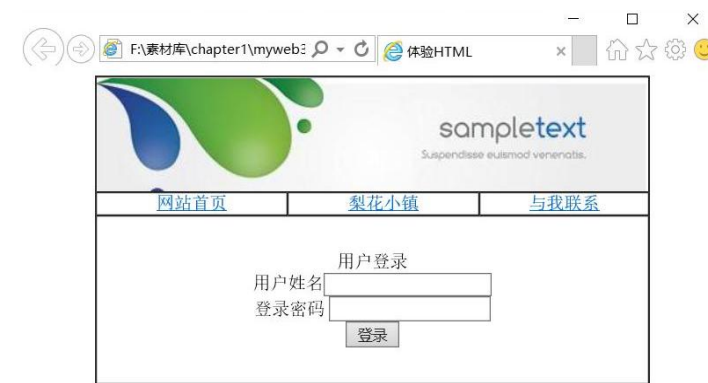 F:\素材库\chapter1\myweb3
体验HTML
sampletext
Suspendisse euismod venenatis.
网站首页 梨花小镇 与我联系
用户登录
用户姓名
登录密码
登录